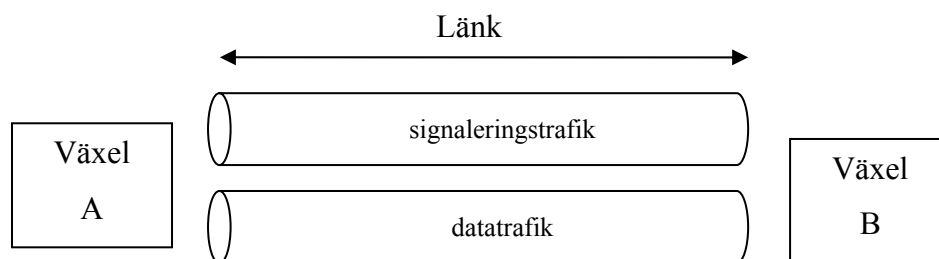 Länk
signaleringstrafik
Växel
A
datatrafik
Växel
B